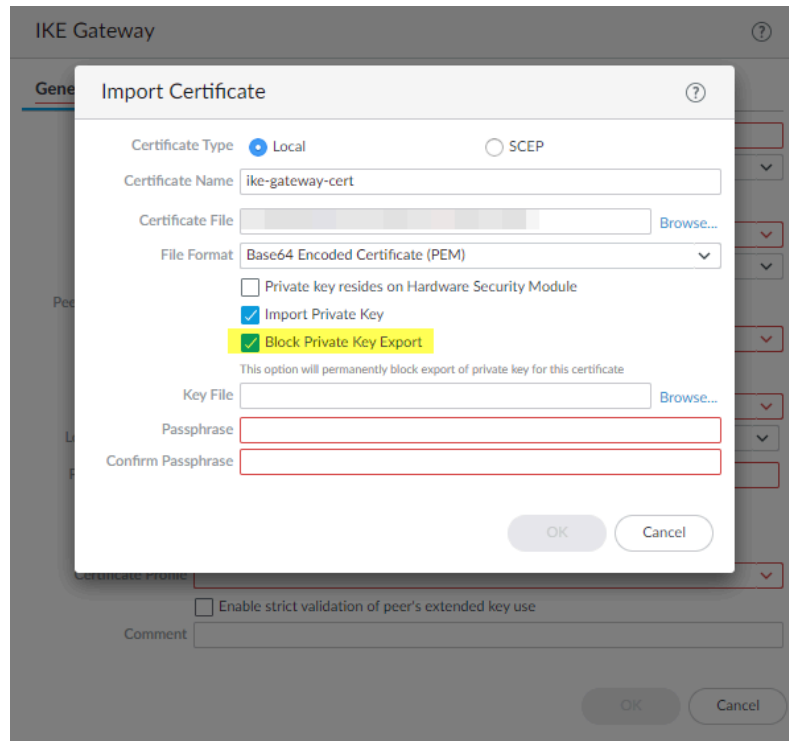 IKE Gateway
Gene
Import Certificate
Certificate Type Local SCEP
Certificate Name ike-gateway-cert
Certificate File Browse...
File Format Base64 Encoded Certificate (PEM)
Private key resides on Hardware Security Module
Import Private Key
Block Private Key Export
This option will permanently block export of private key for this certificate
Key File Browse...
Passphrase
Confirm Passphrase
OK Cancel
Certificate Profile
Enable strict validation of peer's extended key use
Comment
OK Cancel